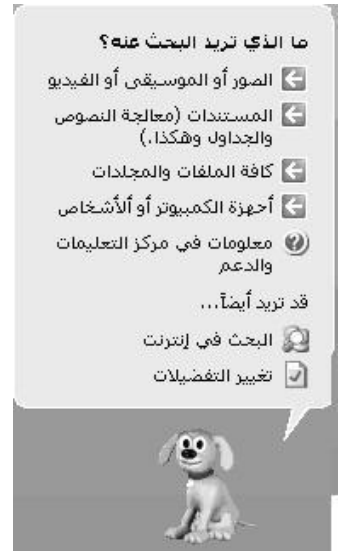 ما الذي تريد البحث عنه؟
الصور أو الموسيقى أو الفيديو
المستندات (معالجة النصوص
والجداول وهكذا.)
كافة الملفات والمجلدات
أجهزة الكمبيوتر أو ألأشخاص
معلومات في مركز التعليمات
والدعم
قد تريد أيضاً...
البحث في إنترنت
تغيير التفضيلات